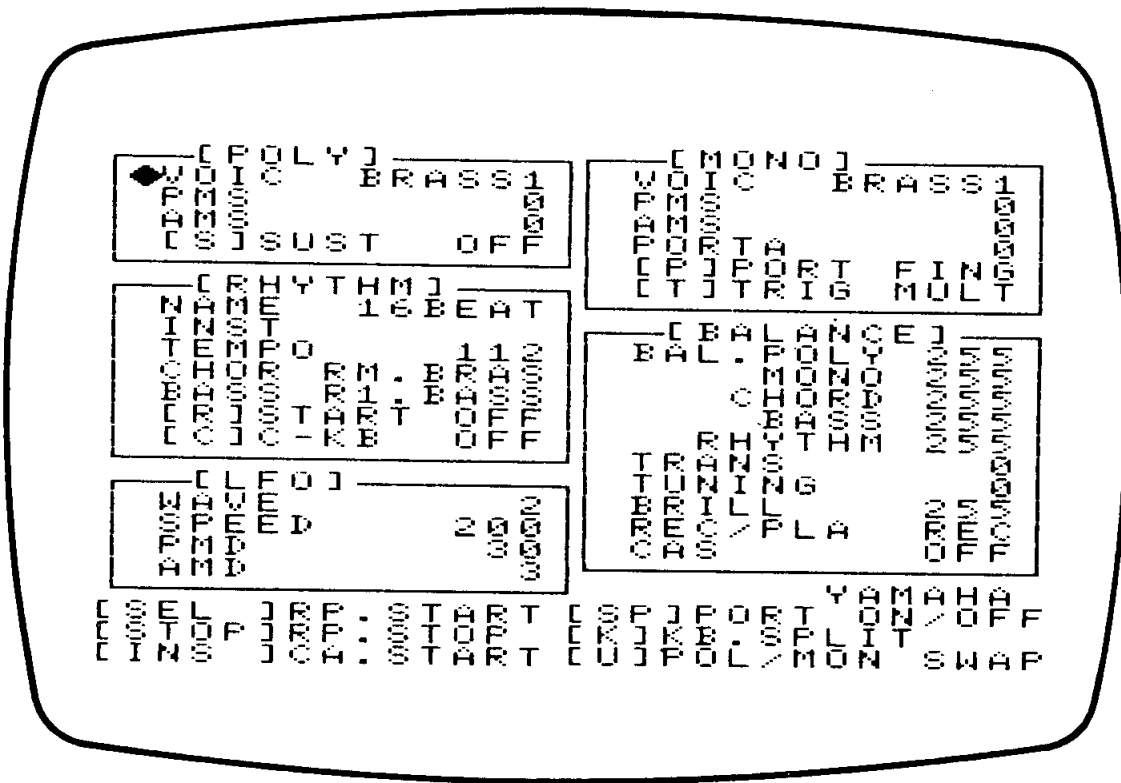 [POLY]
VOIC BRASS1
PMS 0
AMS 0
[S]SUST OFF
[RHYTHM]
NAME 16BEAT
INST
TEMPO 112
CHOR RM.BRAS
BASS R1.BASS
[R]START OFF
[C]C-KB OFF
[LFO]
WAVE 2
SPEED 200
PMD 30
AMD 3
[MONO]
VOIC BRASS1
PMS 0
AMS 0
PORTA 0
[P]PORT FING
[T]TRIG MOLT
[BALANCE]
BAL.POLY 255
MONO 255
CHORD 255
BASS 255
RHYTHM 255
TRANS 0
TUNING 0
BRILL 255
REC/PLA REC
CAS OFF
YAMAHA
[SEL ]RP.START [SP]PORT ON/OFF
[STOP]RP.STOP [K]KB.SPLIT
[INS ]CA.START [U]POL/MON SWAP